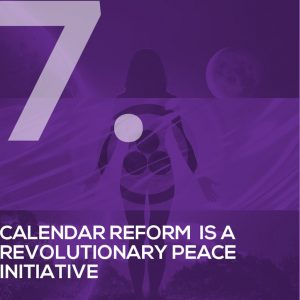 7.
CALENDAR REFORM IS A
REVOLUTIONARY PEACE
INITIATIVE